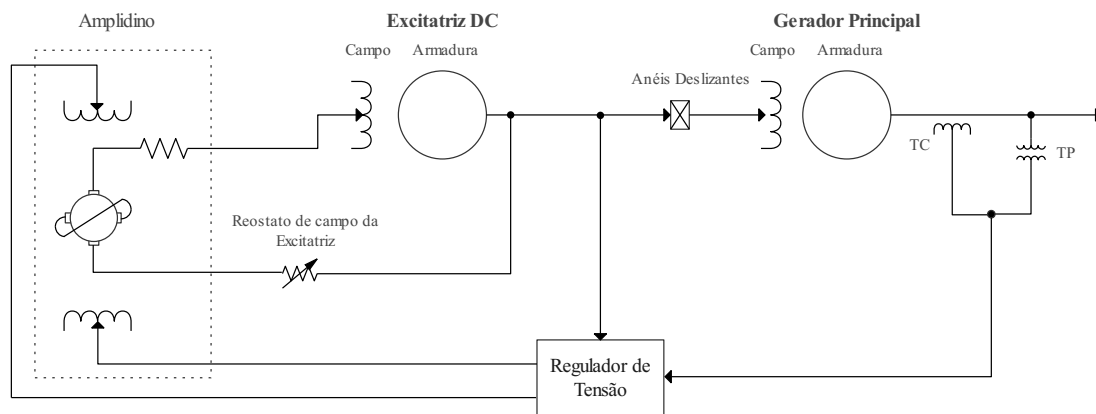 Amplidino
Excitatriz DC
Gerador Principal
Campo
Armadura
Campo
Armadura
Anéis Deslizantes
TC
TP
Reostato de campo da
Excitatriz
Regulador de
Tensão